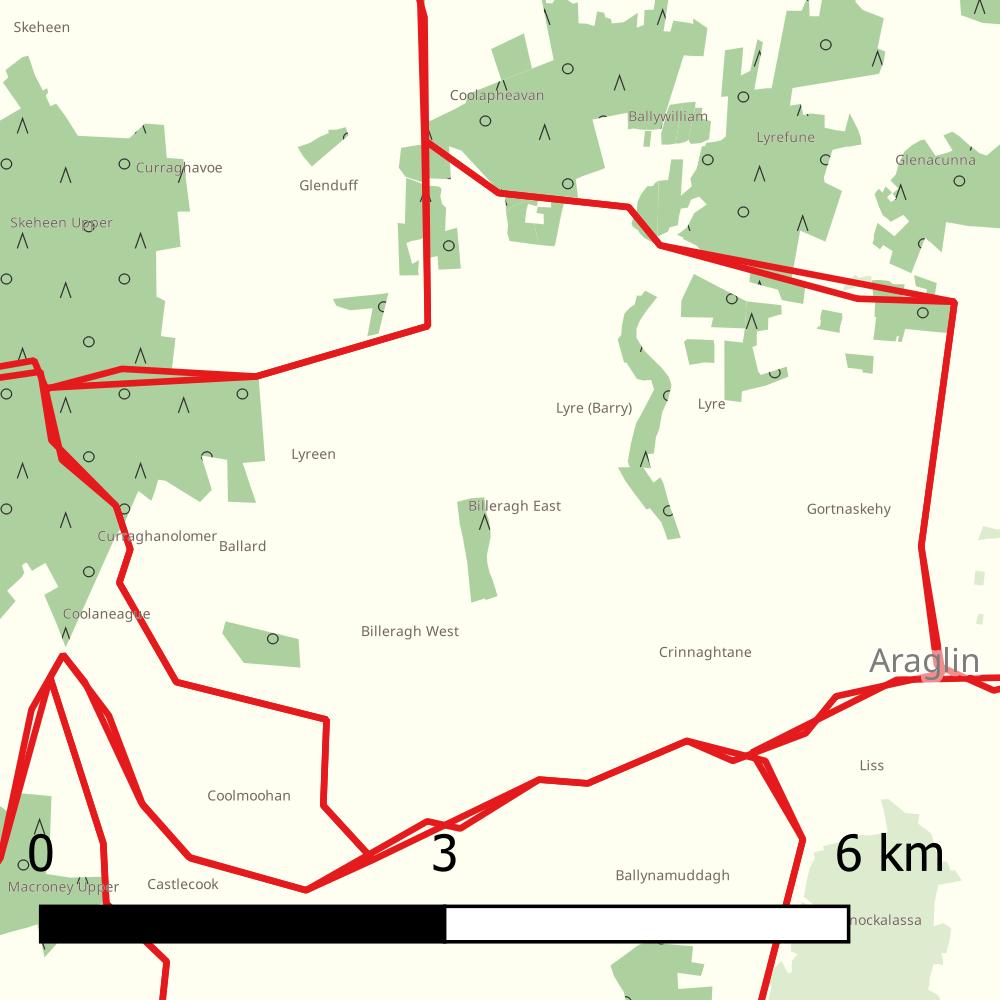 Skeheen
Coolapheavan
Ballywilliam
Lyrefune
Glenacunna
Curraghavoe
Glenduff
Skeheen Upper
Lyre (Barry)
Lyre
Lyreen
Billeragh East
Gortnaskehy
Curraghanolomer
Ballard
Coolaneague
Billeragh West
Crinnaghtane
Araglin
Liss
Coolmoohan
0 3 6 km
Macroney Upper
Castlecook
Ballynamuddagh
nockalassa